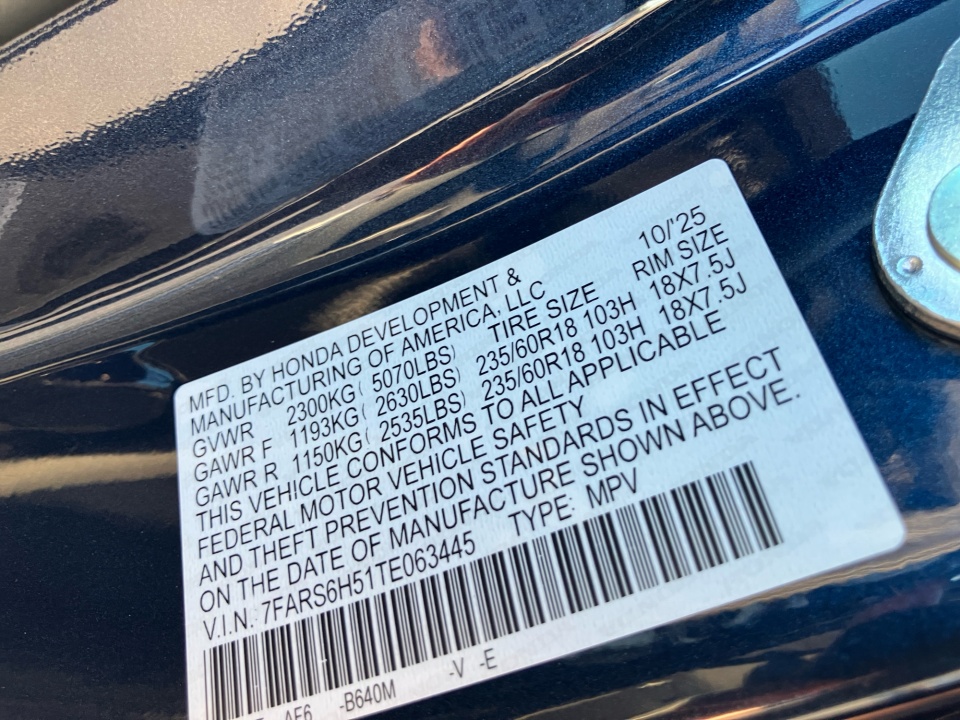 MFD. BY HONDA DEVELOPMENT & 10/'25
MANUFACTURING OF AMERICA, LLC
TIRE SIZE RIM SIZE
GVWR 2300KG( 5070LBS)
GAWR F 1193KG( 2630LBS) 235/60R18 103H 18X7.5J
GAWR R 1150KG( 2535LBS) 235/60R18 103H 18X7.5J
THIS VEHICLE CONFORMS TO ALL APPLICABLE
FEDERAL MOTOR VEHICLE SAFETY
AND THEFT PREVENTION STANDARDS IN EFFECT
ON THE DATE OF MANUFACTURE SHOWN ABOVE.
V.I.N. 7FARS6H51TE063445 TYPE: MPV
-B640M -V -E